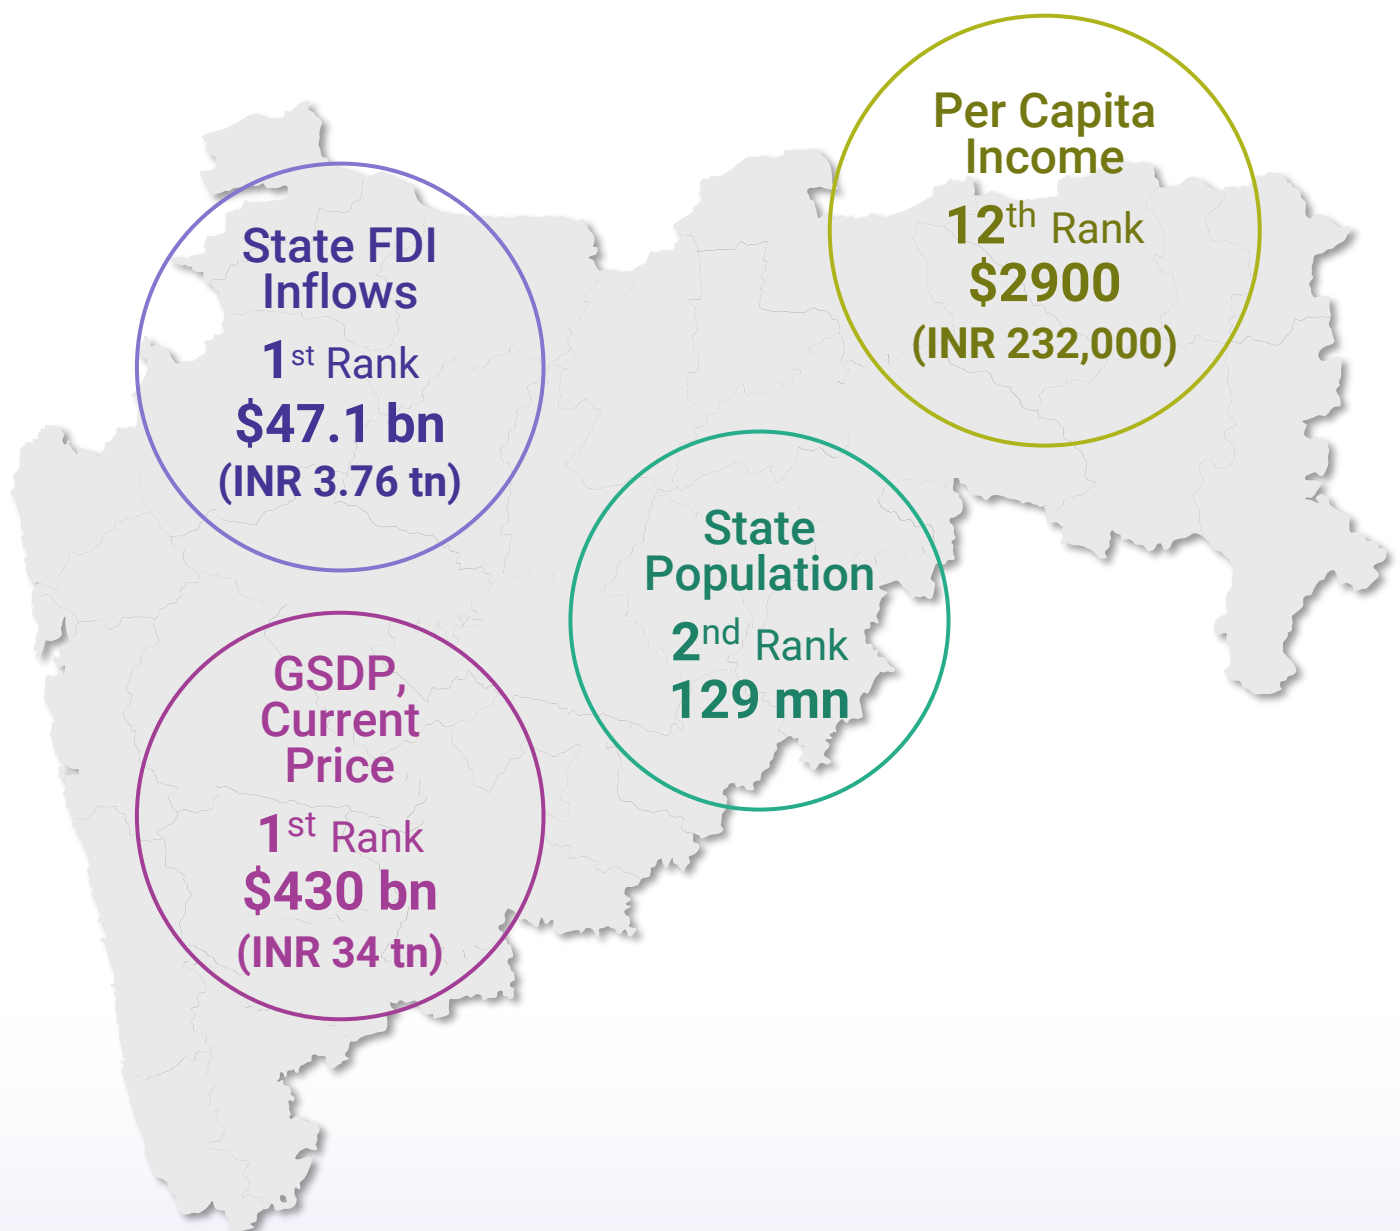 State FDI
Inflows
1st Rank
$47.1 bn
(INR 3.76 tn)
Per Capita
Income
12th Rank
$2900
(INR 232,000)
State
Population
2nd Rank
129 mn
GSDP,
Current
Price
1st Rank
$430 bn
(INR 34 tn)